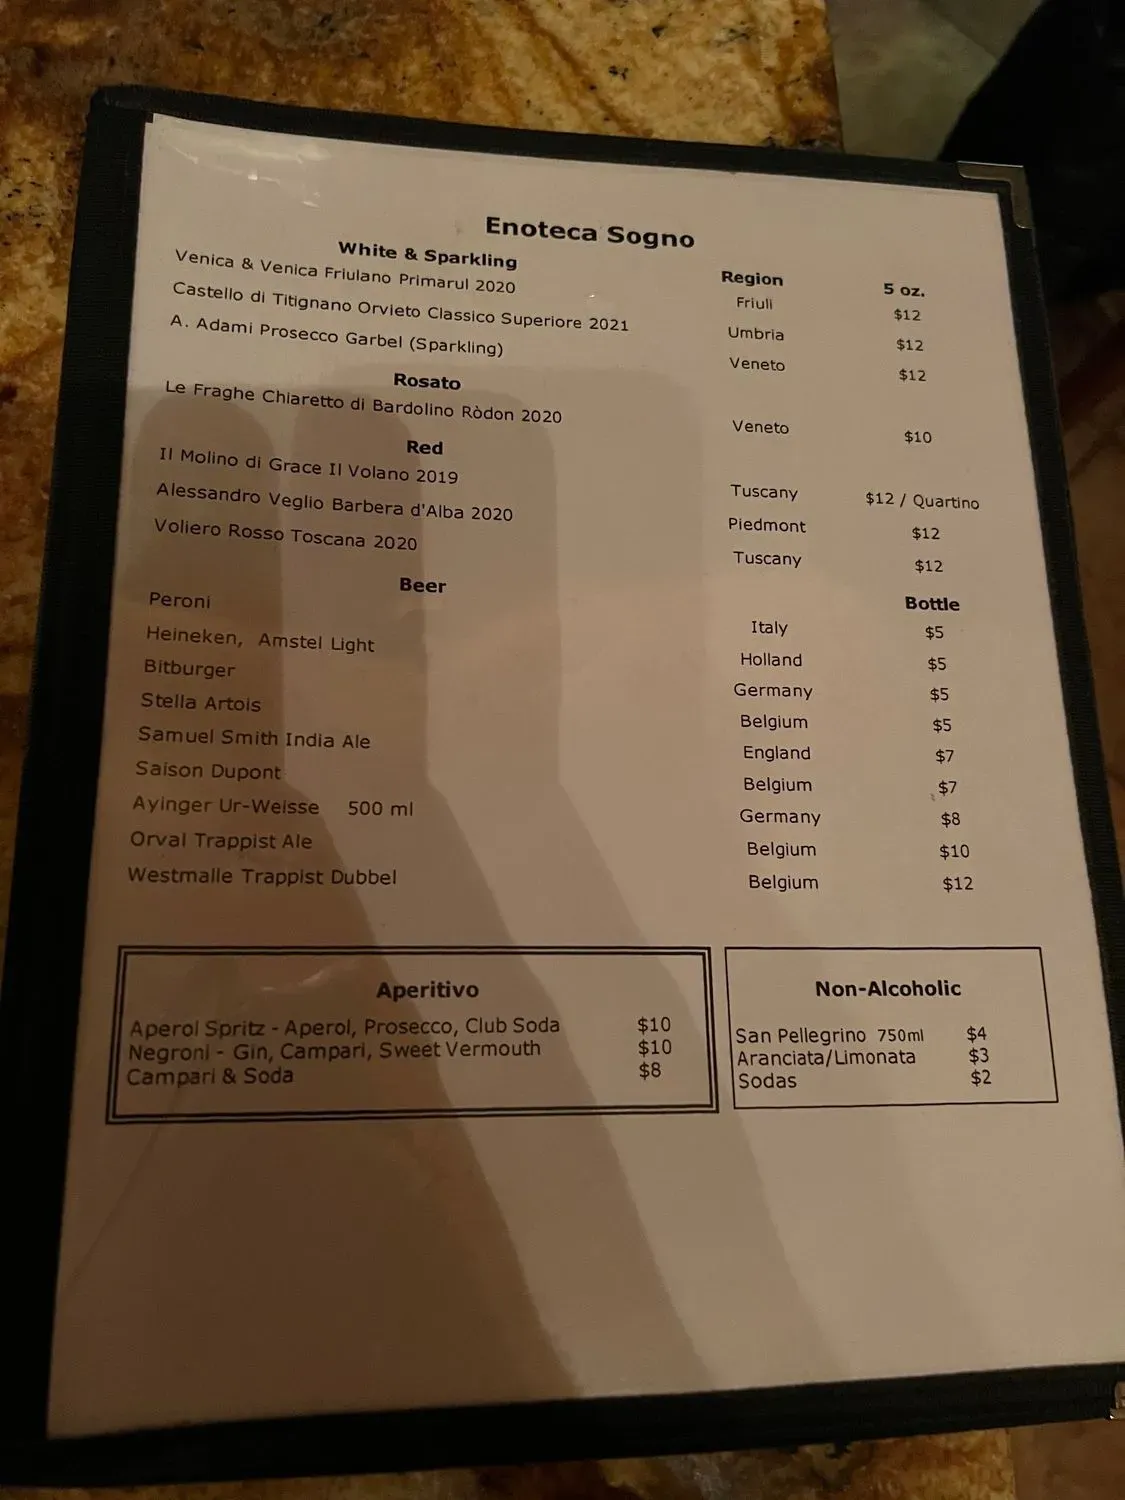 Enoteca Sogno
White & Sparkling Region 5 oz.
Venica & Venica Friulano Primarul 2020 Friuli $12
Castello di Titignano Orvieto Classico Superiore 2021 Umbria $12
A. Adami Prosecco Garbel (Sparkling) Veneto $12
Rosato
Le Fraghe Chiaretto di Bardolino Ròdon 2020 Veneto $10
Red
Il Molino di Grace Il Volano 2019 Tuscany $12 / Quartino
Alessandro Veglio Barbera d'Alba 2020 Piedmont $12
Voliero Rosso Toscana 2020 Tuscany $12
Beer Bottle
Peroni Italy $5
Heineken, Amstel Light Holland $5
Bitburger Germany $5
Stella Artois Belgium $5
Samuel Smith India Ale England $7
Saison Dupont Belgium $7
Ayinger Ur-Weisse 500 ml Germany $8
Orval Trappist Ale Belgium $10
Westmalle Trappist Dubbel Belgium $12
Aperitivo
Aperol Spritz - Aperol, Prosecco, Club Soda $10
Negroni - Gin, Campari, Sweet Vermouth $10
Campari & Soda $8
Non-Alcoholic
San Pellegrino 750ml $4
Aranciata/Limonata $3
Sodas $2